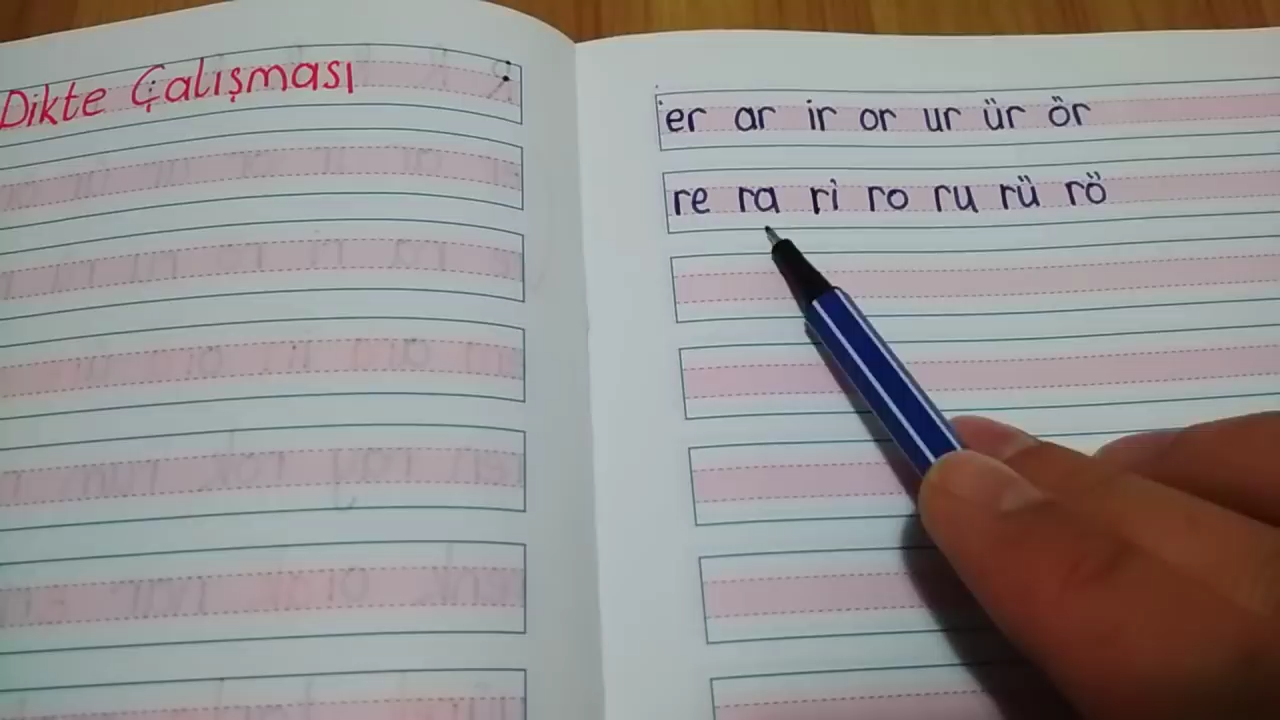 Dikte Çalışması
er ar ir or ur ür ör
re ra ri ro ru rü rö